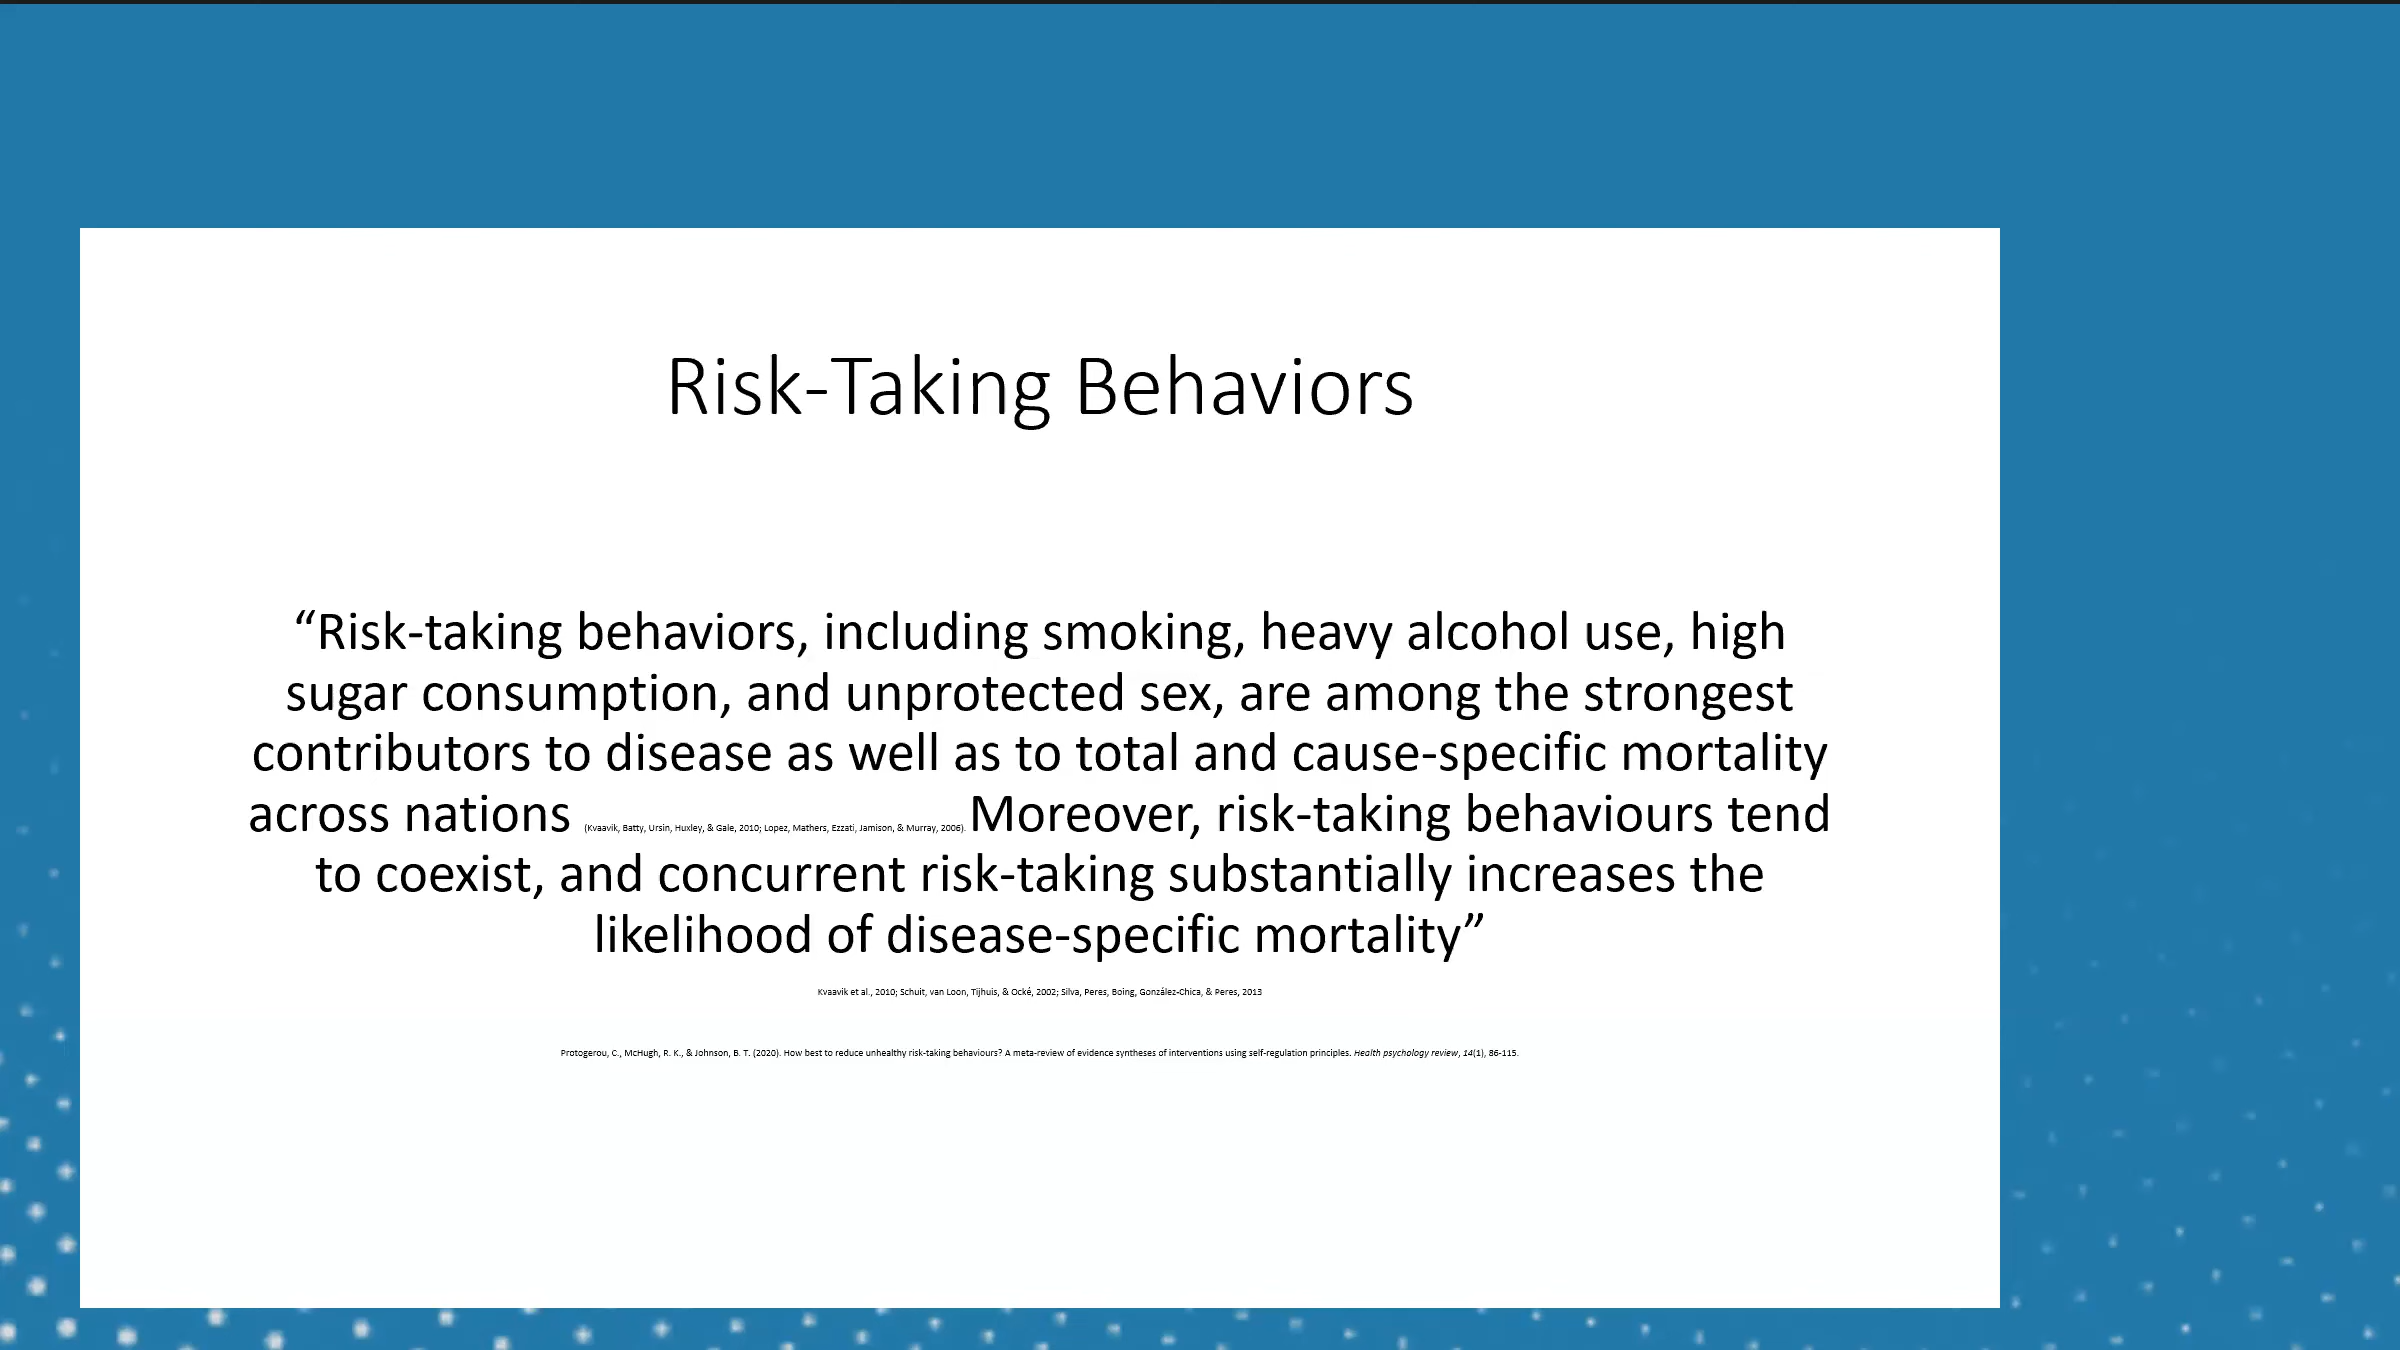 Risk-Taking Behaviors
“Risk-taking behaviors, including smoking, heavy alcohol use, high
sugar consumption, and unprotected sex, are among the strongest
contributors to disease as well as to total and cause-specific mortality
across nations (Kvaavik, Batty, Ursin, Huxley, & Gale, 2010; Lopez, Mathers, Ezzati, Jamison, & Murray, 2006). Moreover, risk-taking behaviours tend
to coexist, and concurrent risk-taking substantially increases the
likelihood of disease-specific mortality”
Kvaavik et al., 2010; Schuit, van Loon, Tijhuis, & Ocké, 2002; Silva, Peres, Boing, González-Chica, & Peres, 2013
Protogerou, C., McHugh, R. K., & Johnson, B. T. (2020). How best to reduce unhealthy risk-taking behaviours? A meta-review of evidence syntheses of interventions using self-regulation principles. Health psychology review, 14(1), 86-115.